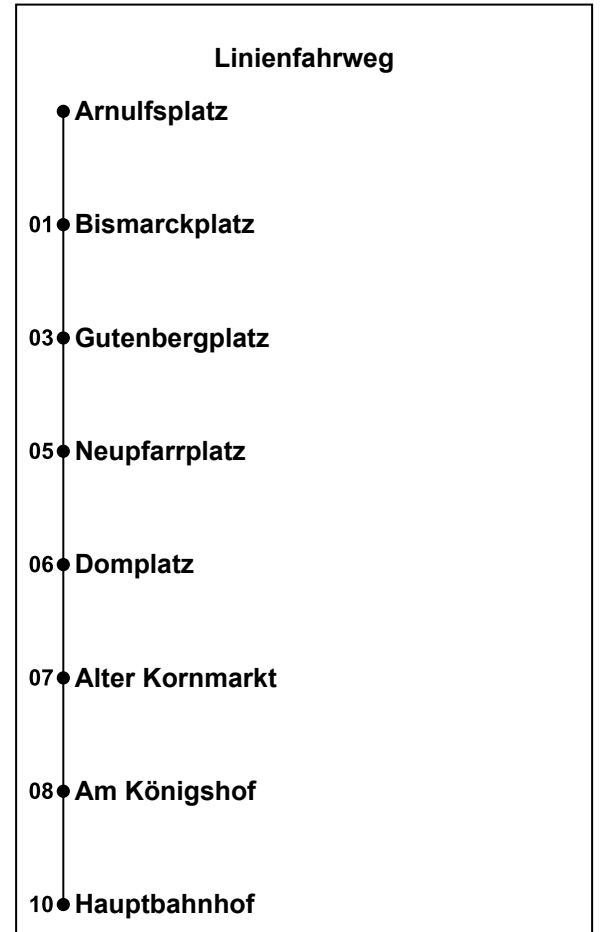 Linienfahrweg
Arnulfsplatz
01 Bismarckplatz
03 Gutenbergplatz
05 Neupfarrplatz
06 Domplatz
07 Alter Kornmarkt
08 Am Königshof
10 Hauptbahnhof